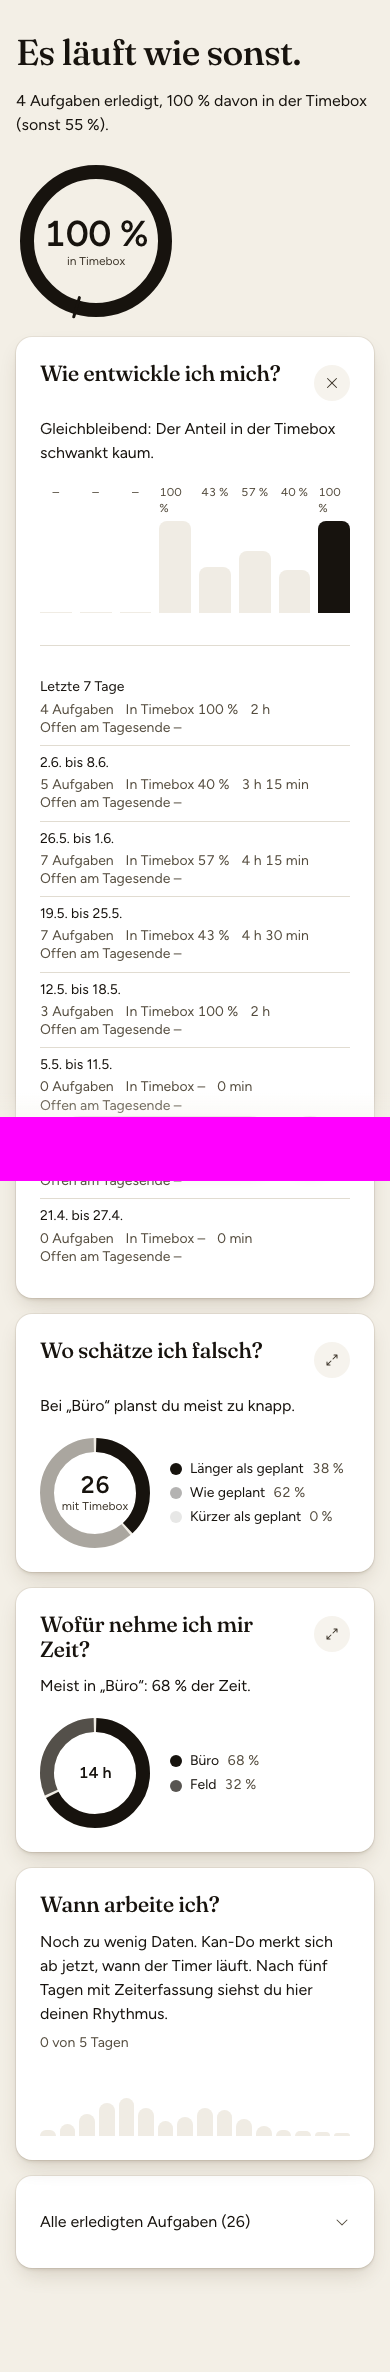 Es läuft wie sonst.
4 Aufgaben erledigt, 100 % davon in der Timebox
(sonst 55 %).
100 %
in Timebox
Wie entwickle ich mich?
Gleichbleibend: Der Anteil in der Timebox
schwankt kaum.
– – – 100 % 43 % 57 % 40 % 100 %
Letzte 7 Tage
4 Aufgaben In Timebox 100 % 2 h
Offen am Tagesende –
2.6. bis 8.6.
5 Aufgaben In Timebox 40 % 3 h 15 min
Offen am Tagesende –
26.5. bis 1.6.
7 Aufgaben In Timebox 57 % 4 h 15 min
Offen am Tagesende –
19.5. bis 25.5.
7 Aufgaben In Timebox 43 % 4 h 30 min
Offen am Tagesende –
12.5. bis 18.5.
3 Aufgaben In Timebox 100 % 2 h
Offen am Tagesende –
5.5. bis 11.5.
0 Aufgaben In Timebox – 0 min
Offen am Tagesende –
Offen am Tagesende –
21.4. bis 27.4.
0 Aufgaben In Timebox – 0 min
Offen am Tagesende –
Wo schätze ich falsch?
Bei „Büro“ planst du meist zu knapp.
26
mit Timebox
Länger als geplant 38 %
Wie geplant 62 %
Kürzer als geplant 0 %
Wofür nehme ich mir
Zeit?
Meist in „Büro“: 68 % der Zeit.
14 h
Büro 68 %
Feld 32 %
Wann arbeite ich?
Noch zu wenig Daten. Kan-Do merkt sich
ab jetzt, wann der Timer läuft. Nach fünf
Tagen mit Zeiterfassung siehst du hier
deinen Rhythmus.
0 von 5 Tagen
Alle erledigten Aufgaben (26)